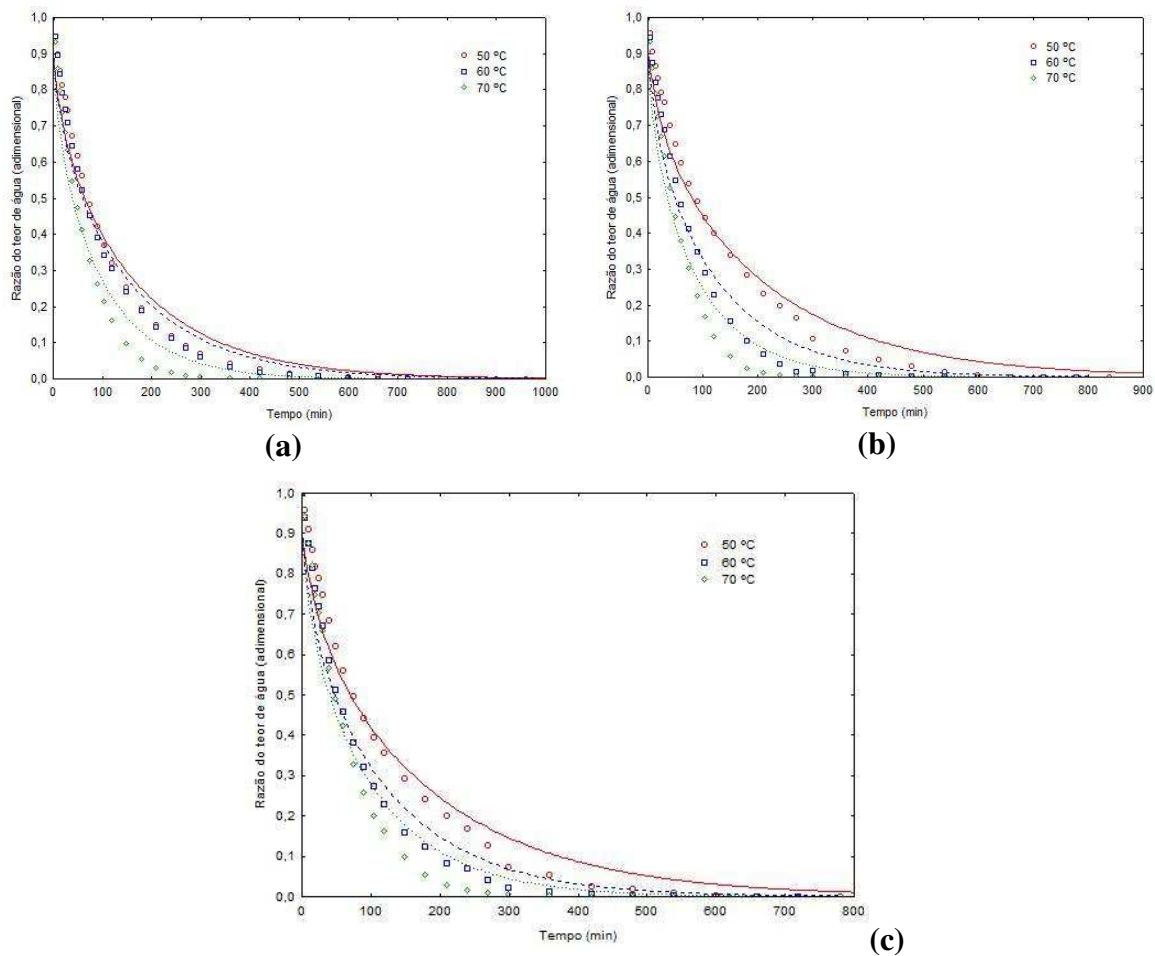 1,0
0,9
0,8
0,7
0,6
0,5
0,4
0,3
0,2
0,1
0,0
Razão do teor de água (adimensional)
50 ºC
60 ºC
70 ºC
0 100 200 300 400 500 600 700 800 900 1000
Tempo (min)
(a)
1,0
0,9
0,8
0,7
0,6
0,5
0,4
0,3
0,2
0,1
0,0
Razão do teor de água (adimensional)
50 ºC
60 ºC
70 ºC
0 100 200 300 400 500 600 700 800 900
Tempo (min)
(b)
1,0
0,9
0,8
0,7
0,6
0,5
0,4
0,3
0,2
0,1
0,0
Razão do teor de água (adimensional)
50 ºC
60 ºC
70 ºC
0 100 200 300 400 500 600 700 800
Tempo (min)
(c)